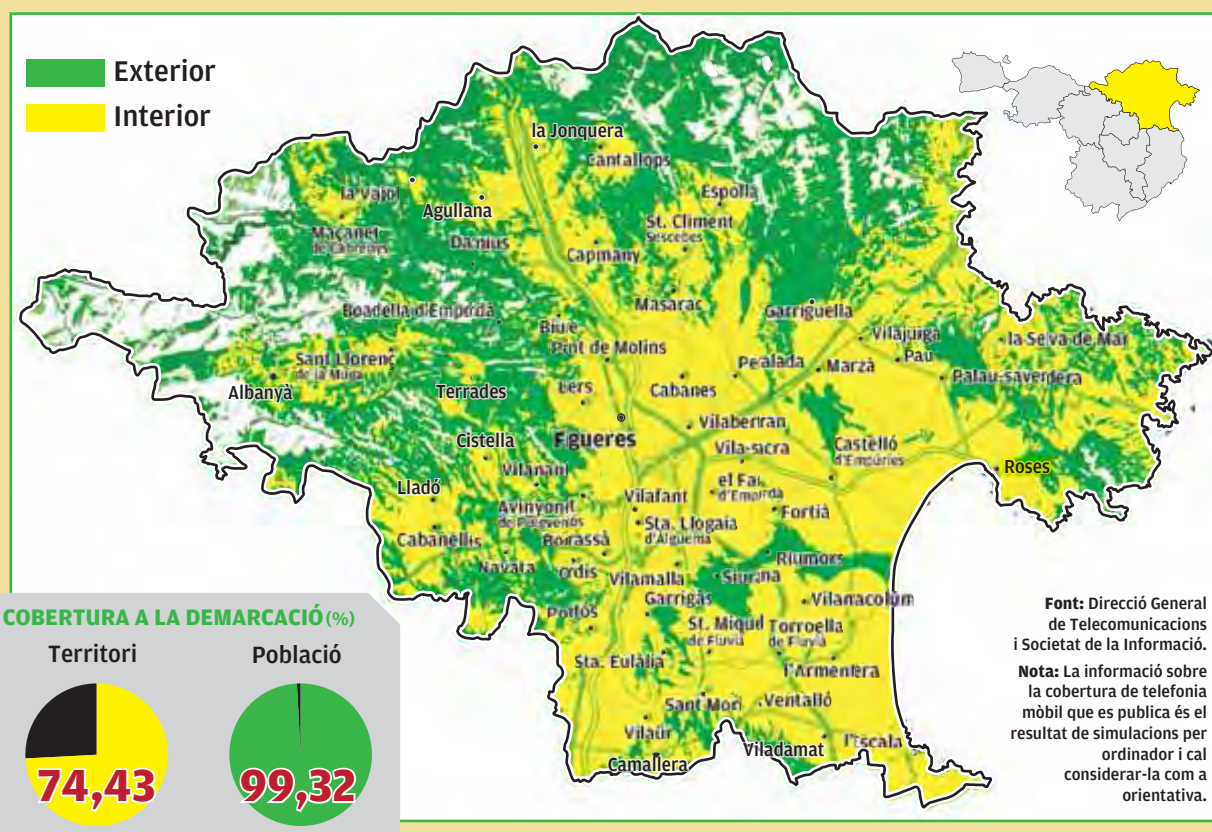 Exterior
Interior
la Jonquera
Cantallops
Espolla
la Vajol
Agullana
St. Climent
Sescebes
Maçanet
de Cabrenys
Darnius
Capmany
Masarac
Garriguella
Boadella d'Empordà
Biure
Vilajuïga
la Selva de Mar
Pont de Molins
Pau
Sant Llorenç
de la Muga
Peralada
Marzà
Palau-saverdera
Albanyà
Terrades
Llers
Cabanes
Vilabertran
Cistella
Figueres
Vila-sacra
Castelló
d'Empúries
Roses
Vilanant
Lladó
Vilafant
el Far
d'Empordà
Avinyonet
de Puigventós
Fortià
Sta. Llogaia
d'Àlguema
Cabanelles
Borrassà
Riumors
Navata
Ordis
Vilamalla
Siurana
Garrigàs
Vilamacolum
Pontós
St. Miquel
de Fluvià
Torroella
de Fluvià
Sta. Eulàlia
l'Armentera
Sant Mori
Ventalló
Vilaür
Viladamat
l'Escala
Camallera
COBERTURA A LA DEMARCACIÓ (%)
Territori
Població
74,43
99,32
Font: Direcció General
de Telecomunicacions
i Societat de la Informació.
Nota: La informació sobre
la cobertura de telefonia
mòbil que es publica és el
resultat de simulacions per
ordinador i cal
considerar-la com a
orientativa.